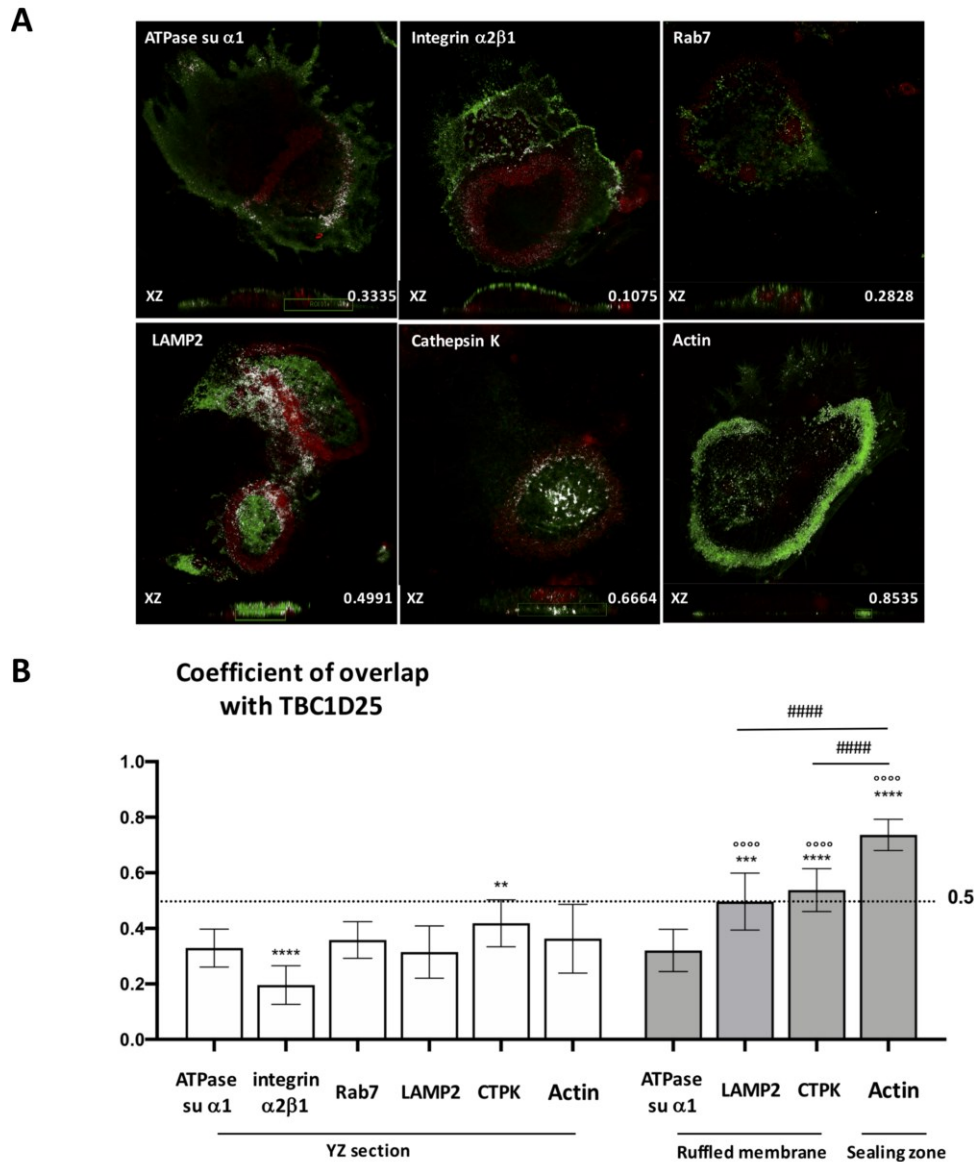 A
ATPase su α1
Integrin α2β1
Rab7
XZ
0.3335
XZ
0.1075
XZ
0.2828
LAMP2
Cathepsin K
Actin
XZ
0.4991
XZ
0.6664
XZ
0.8535
B
Coefficient of overlap
with TBC1D25
####
####
°°°°
****
°°°°
***
°°°°
****
**
****
1.0
0.8
0.6
0.4
0.2
0.0
0.5
ATPase
su α1
integrin
α2β1
Rab7
LAMP2
CTPK
Actin
ATPase
su α1
LAMP2
CTPK
Actin
YZ section
Ruffled membrane
Sealing zone